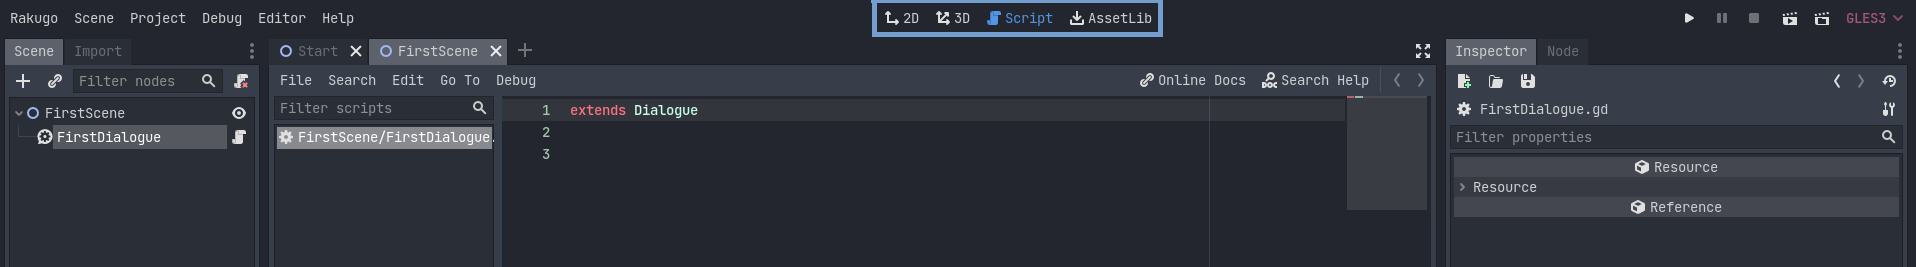 Rakugo Scene Project Debug Editor Help 2D 3D Script AssetLib GLES3
Scene Import
Start FirstScene
Inspector Node
Filter nodes
File Search Edit Go To Debug Online Docs Search Help
Filter scripts
FirstScene
FirstDialogue
FirstScene/FirstDialogue.
1 extends Dialogue
2
3
FirstDialogue.gd
Filter properties
Resource
Resource
Reference